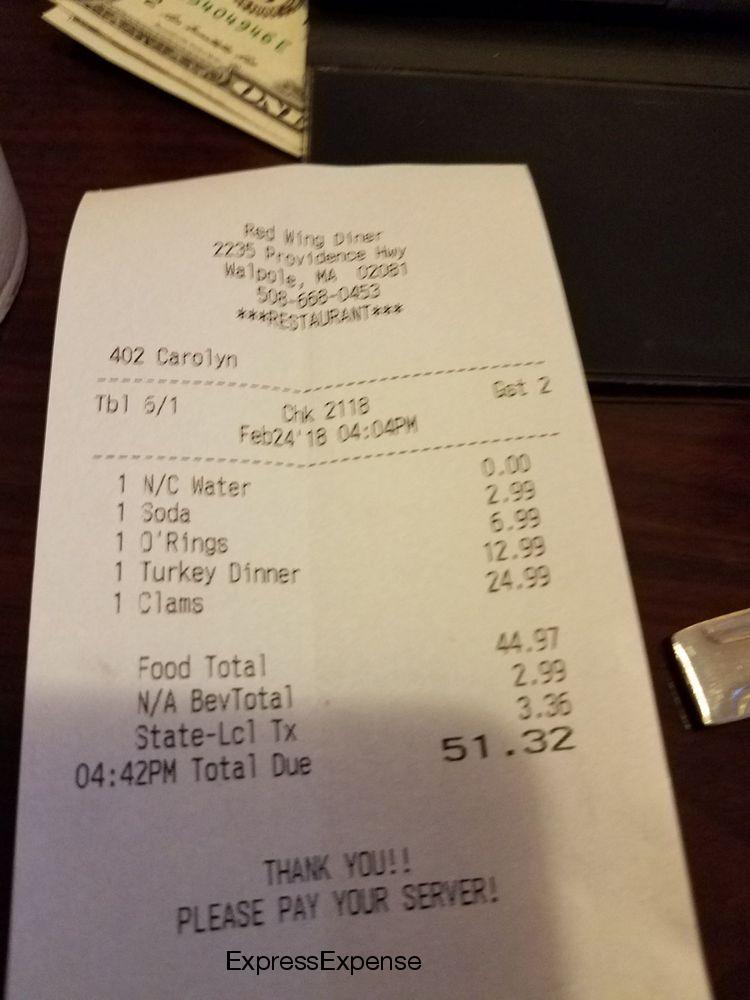 9404946E
ONE
Red Wing Diner
2235 Providence Hwy
Walpole, MA 02081
508-668-0453
***RESTAURANT***
402 Carolyn
Tbl 6/1 Chk 2118 Gst 2
Feb24'18 04:04PM
1 N/C Water 0.00
1 Soda 2.99
1 O'Rings 6.99
1 Turkey Dinner 12.99
1 Clams 24.99
Food Total 44.97
N/A BevTotal 2.99
State-Lcl Tx 3.36
04:42PM Total Due 51.32
THANK YOU!!
PLEASE PAY YOUR SERVER!
ExpressExpense